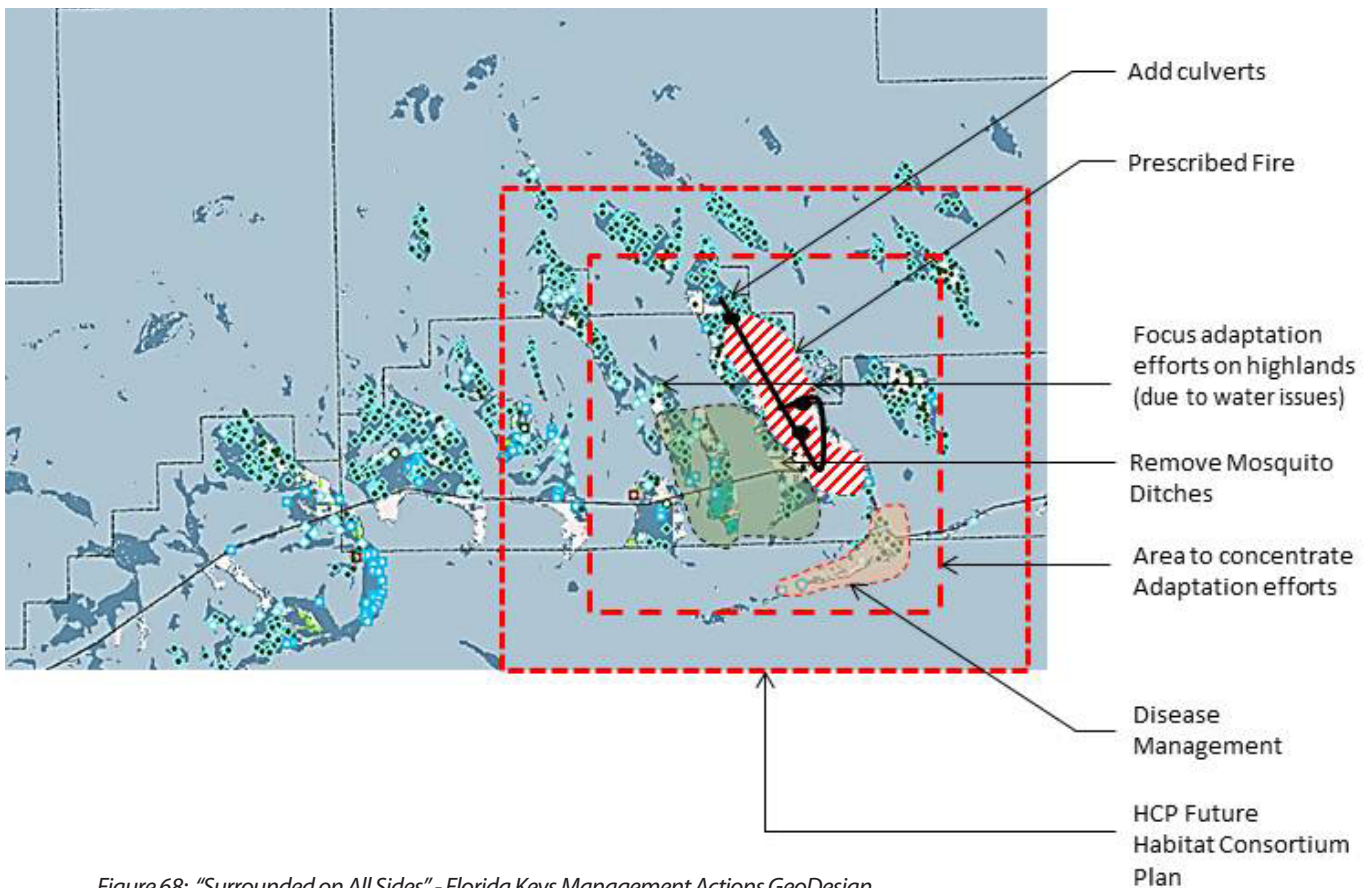 Add culverts
Prescribed Fire
Focus adaptation
efforts on highlands
(due to water issues)
Remove Mosquito
Ditches
Area to concentrate
Adaptation efforts
Disease
Management
HCP Future
Habitat Consortium
Plan
Figure 68: "Surrounded on All Sides" - Florida Keys Management Actions GeoDesign